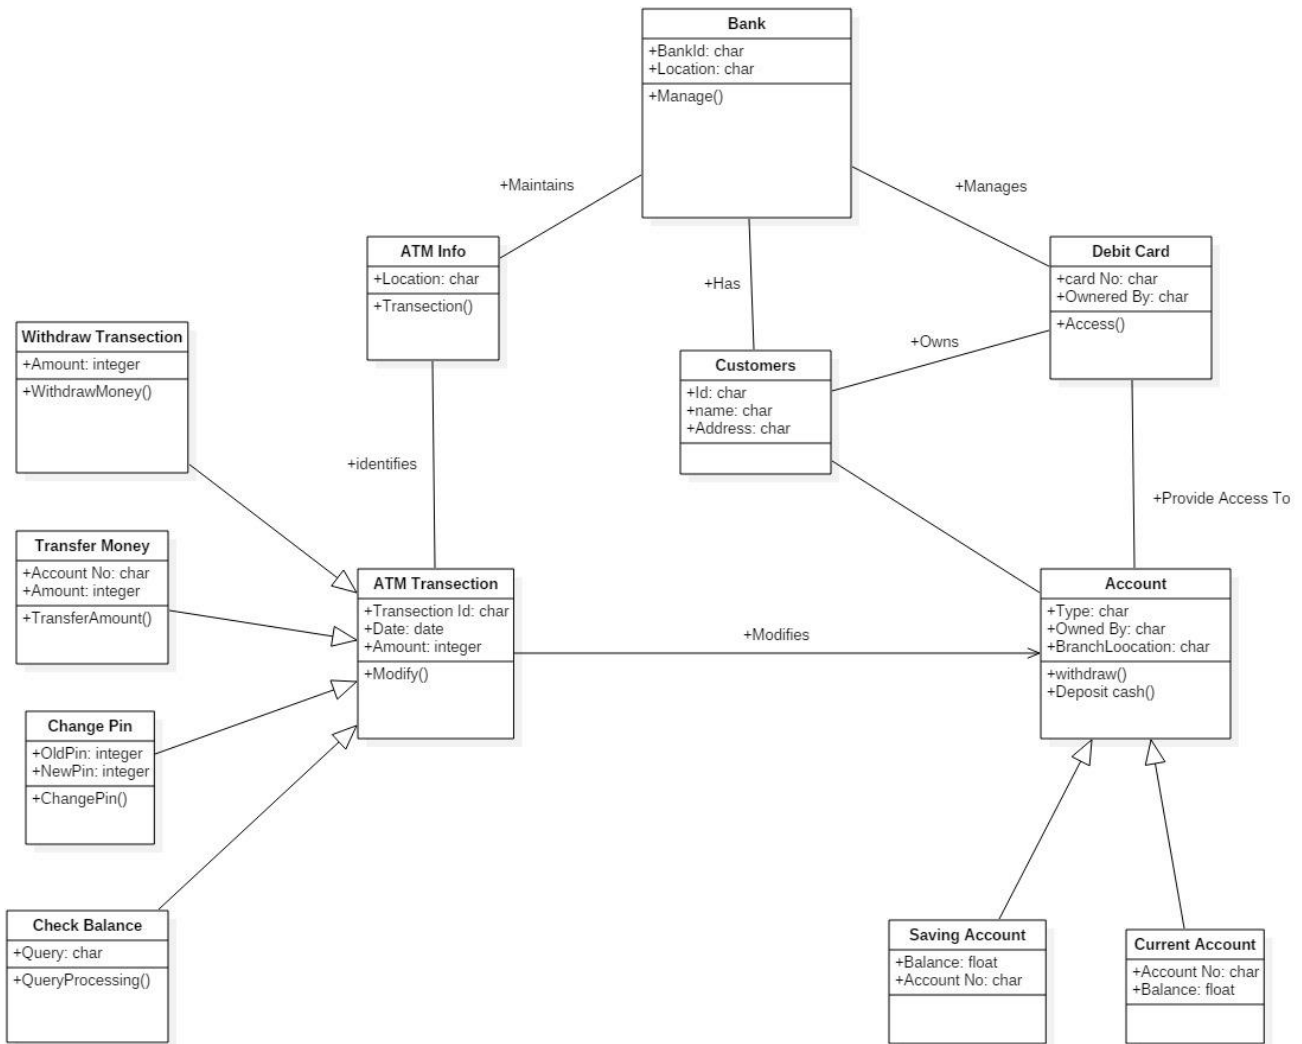 Bank
+BankId: char
+Location: char
+Manage()
+Maintains
+Manages
ATM Info
+Location: char
+Transection()
Debit Card
+card No: char
+Ownered By: char
+Access()
+Has
+Owns
Withdraw Transection
+Amount: integer
+WithdrawMoney()
Customers
+Id: char
+name: char
+Address: char
+identifies
+Provide Access To
Transfer Money
+Account No: char
+Amount: integer
+TransferAmount()
ATM Transection
+Transection Id: char
+Date: date
+Amount: integer
+Modify()
+Modifies
Account
+Type: char
+Owned By: char
+BranchLoocation: char
+withdraw()
+Deposit cash()
Change Pin
+OldPin: integer
+NewPin: integer
+ChangePin()
Check Balance
+Query: char
+QueryProcessing()
Saving Account
+Balance: float
+Account No: char
Current Account
+Account No: char
+Balance: float